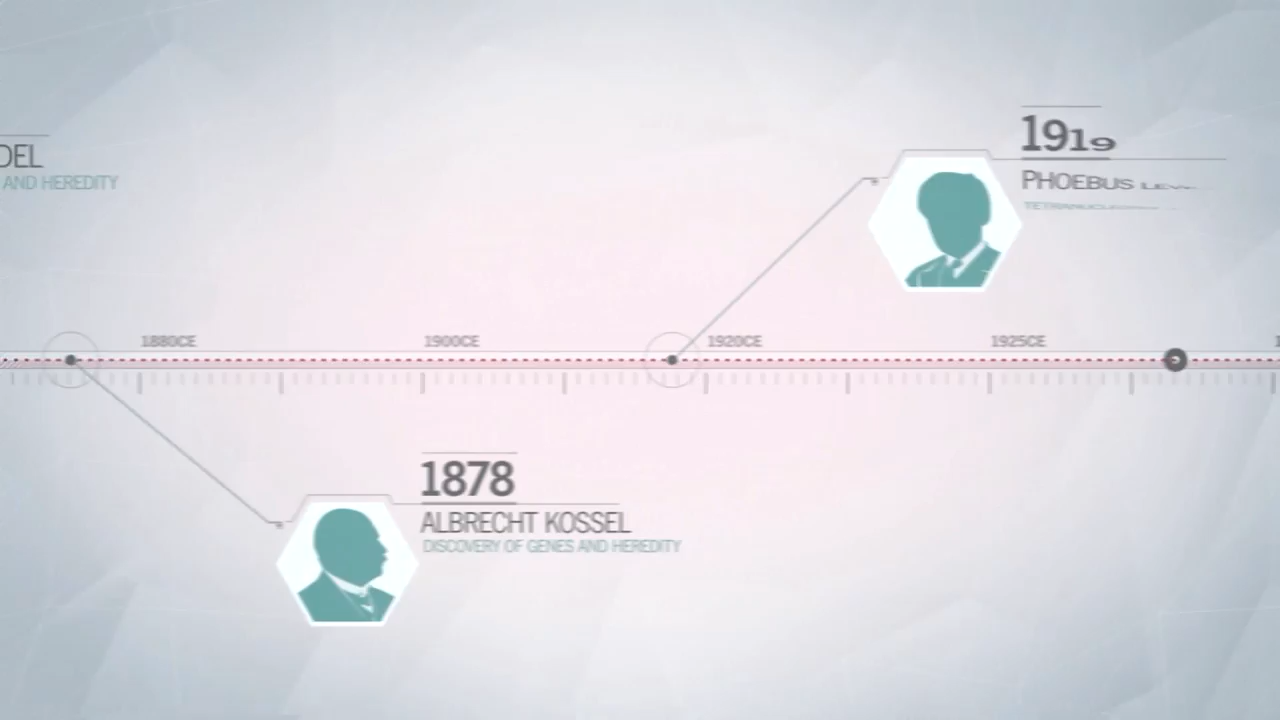 DEL
AND HEREDITY
1919
PHOEBUS
1880CE
1900CE
1920CE
1925CE
1878
ALBRECHT KOSSEL
DISCOVERY OF GENES AND HEREDITY